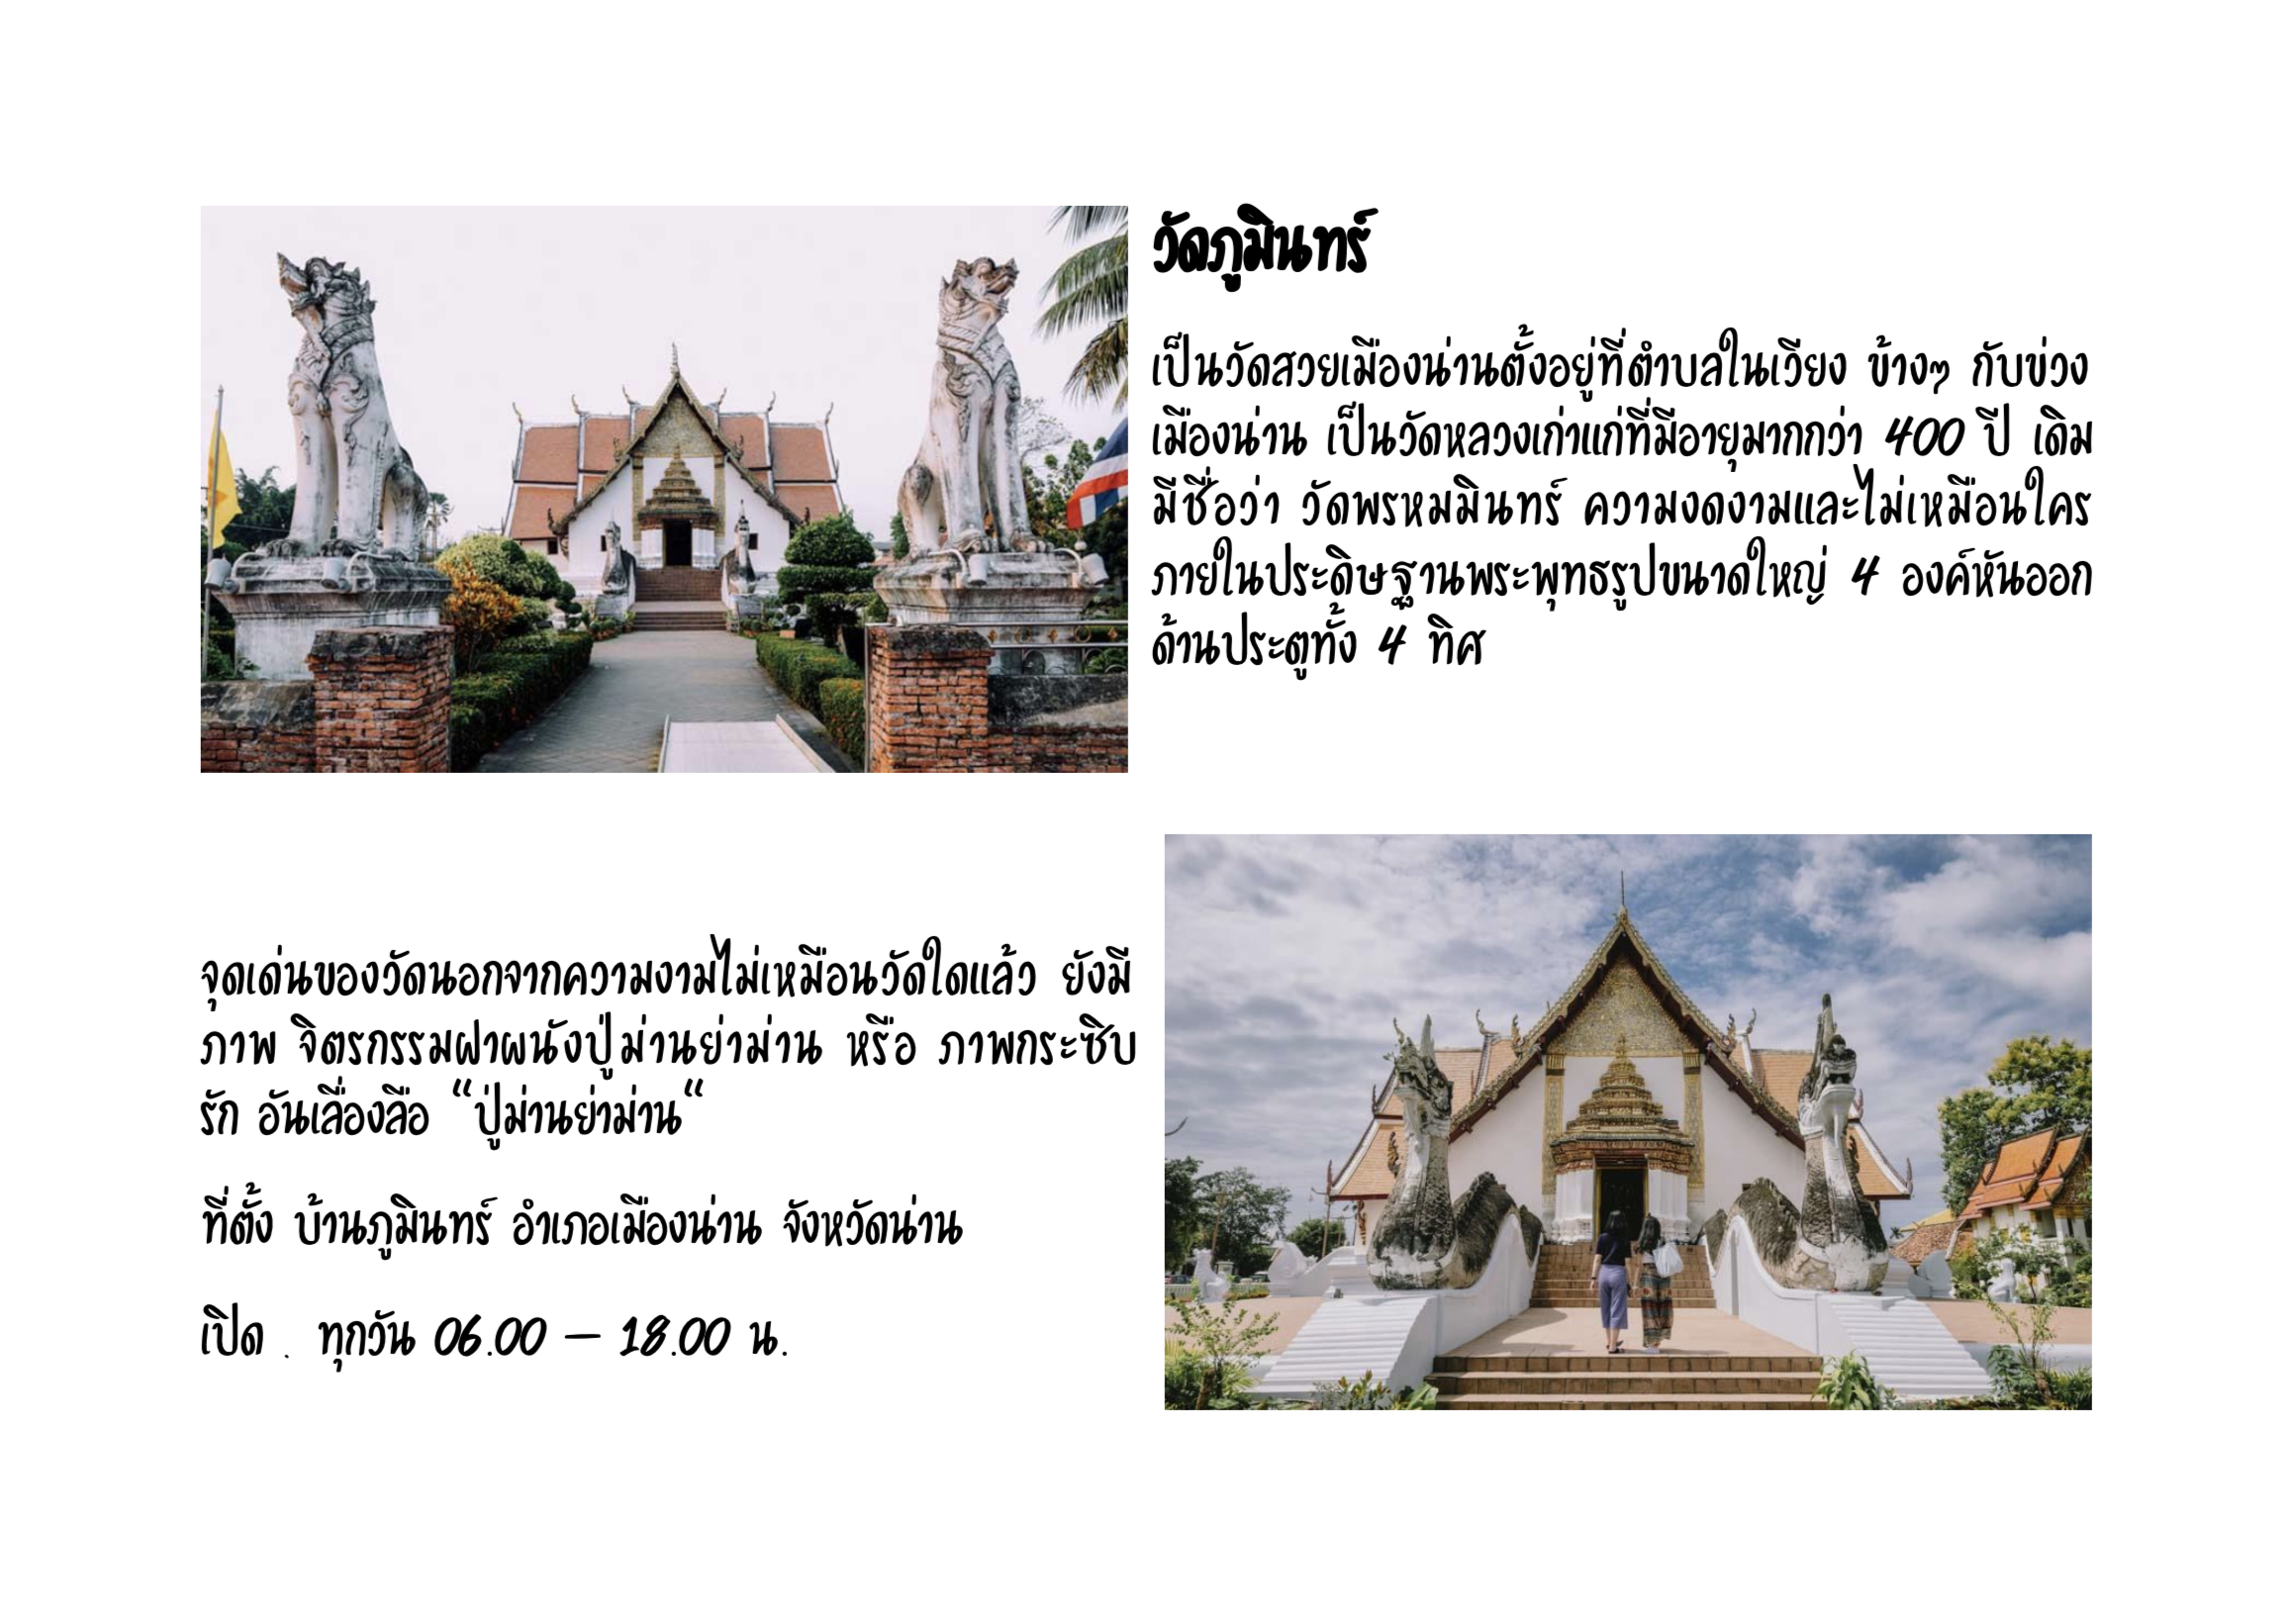 วัดภูมินทร์
เป็นวัดสวยเมืองน่านตั้งอยู่ที่ตำบลในเวียง ข้างๆ กับข่วง
เมืองน่าน เป็นวัดหลวงเก่าแก่ที่มีอายุมากกว่า 400 ปี เดิม
มีชื่อว่า วัดพรหมมินทร์ ความงดงามและไม่เหมือนใคร
ภายในประดิษฐานพระพุทธรูปขนาดใหญ่ 4 องค์หันออก
ด้านประตูทั้ง 4 ทิศ
จุดเด่นของวัดนอกจากความงามไม่เหมือนวัดใดแล้ว ยังมี
ภาพ จิตรกรรมฝาผนังปู่ม่านย่าม่าน หรือ ภาพกระซิบ
รัก อันเลื่องลือ “ปู่ม่านย่าม่าน“
ที่ตั้ง บ้านภูมินทร์ อำเภอเมืองน่าน จังหวัดน่าน
เปิด . ทุกวัน 06.00 – 18.00 น.